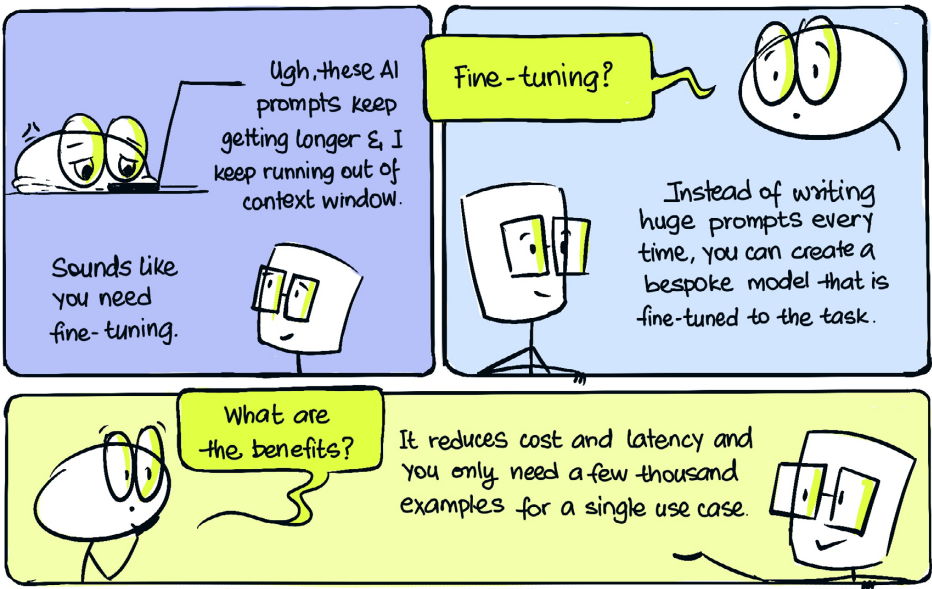 Ugh, these AI
prompts keep
getting longer & I
keep running out of
context window.
Sounds like
you need
fine-tuning.
Fine-tuning?
Instead of writing
huge prompts every
time, you can create a
bespoke model that is
fine-tuned to the task.
What are
the benefits?
It reduces cost and latency and
you only need a few thousand
examples for a single use case.